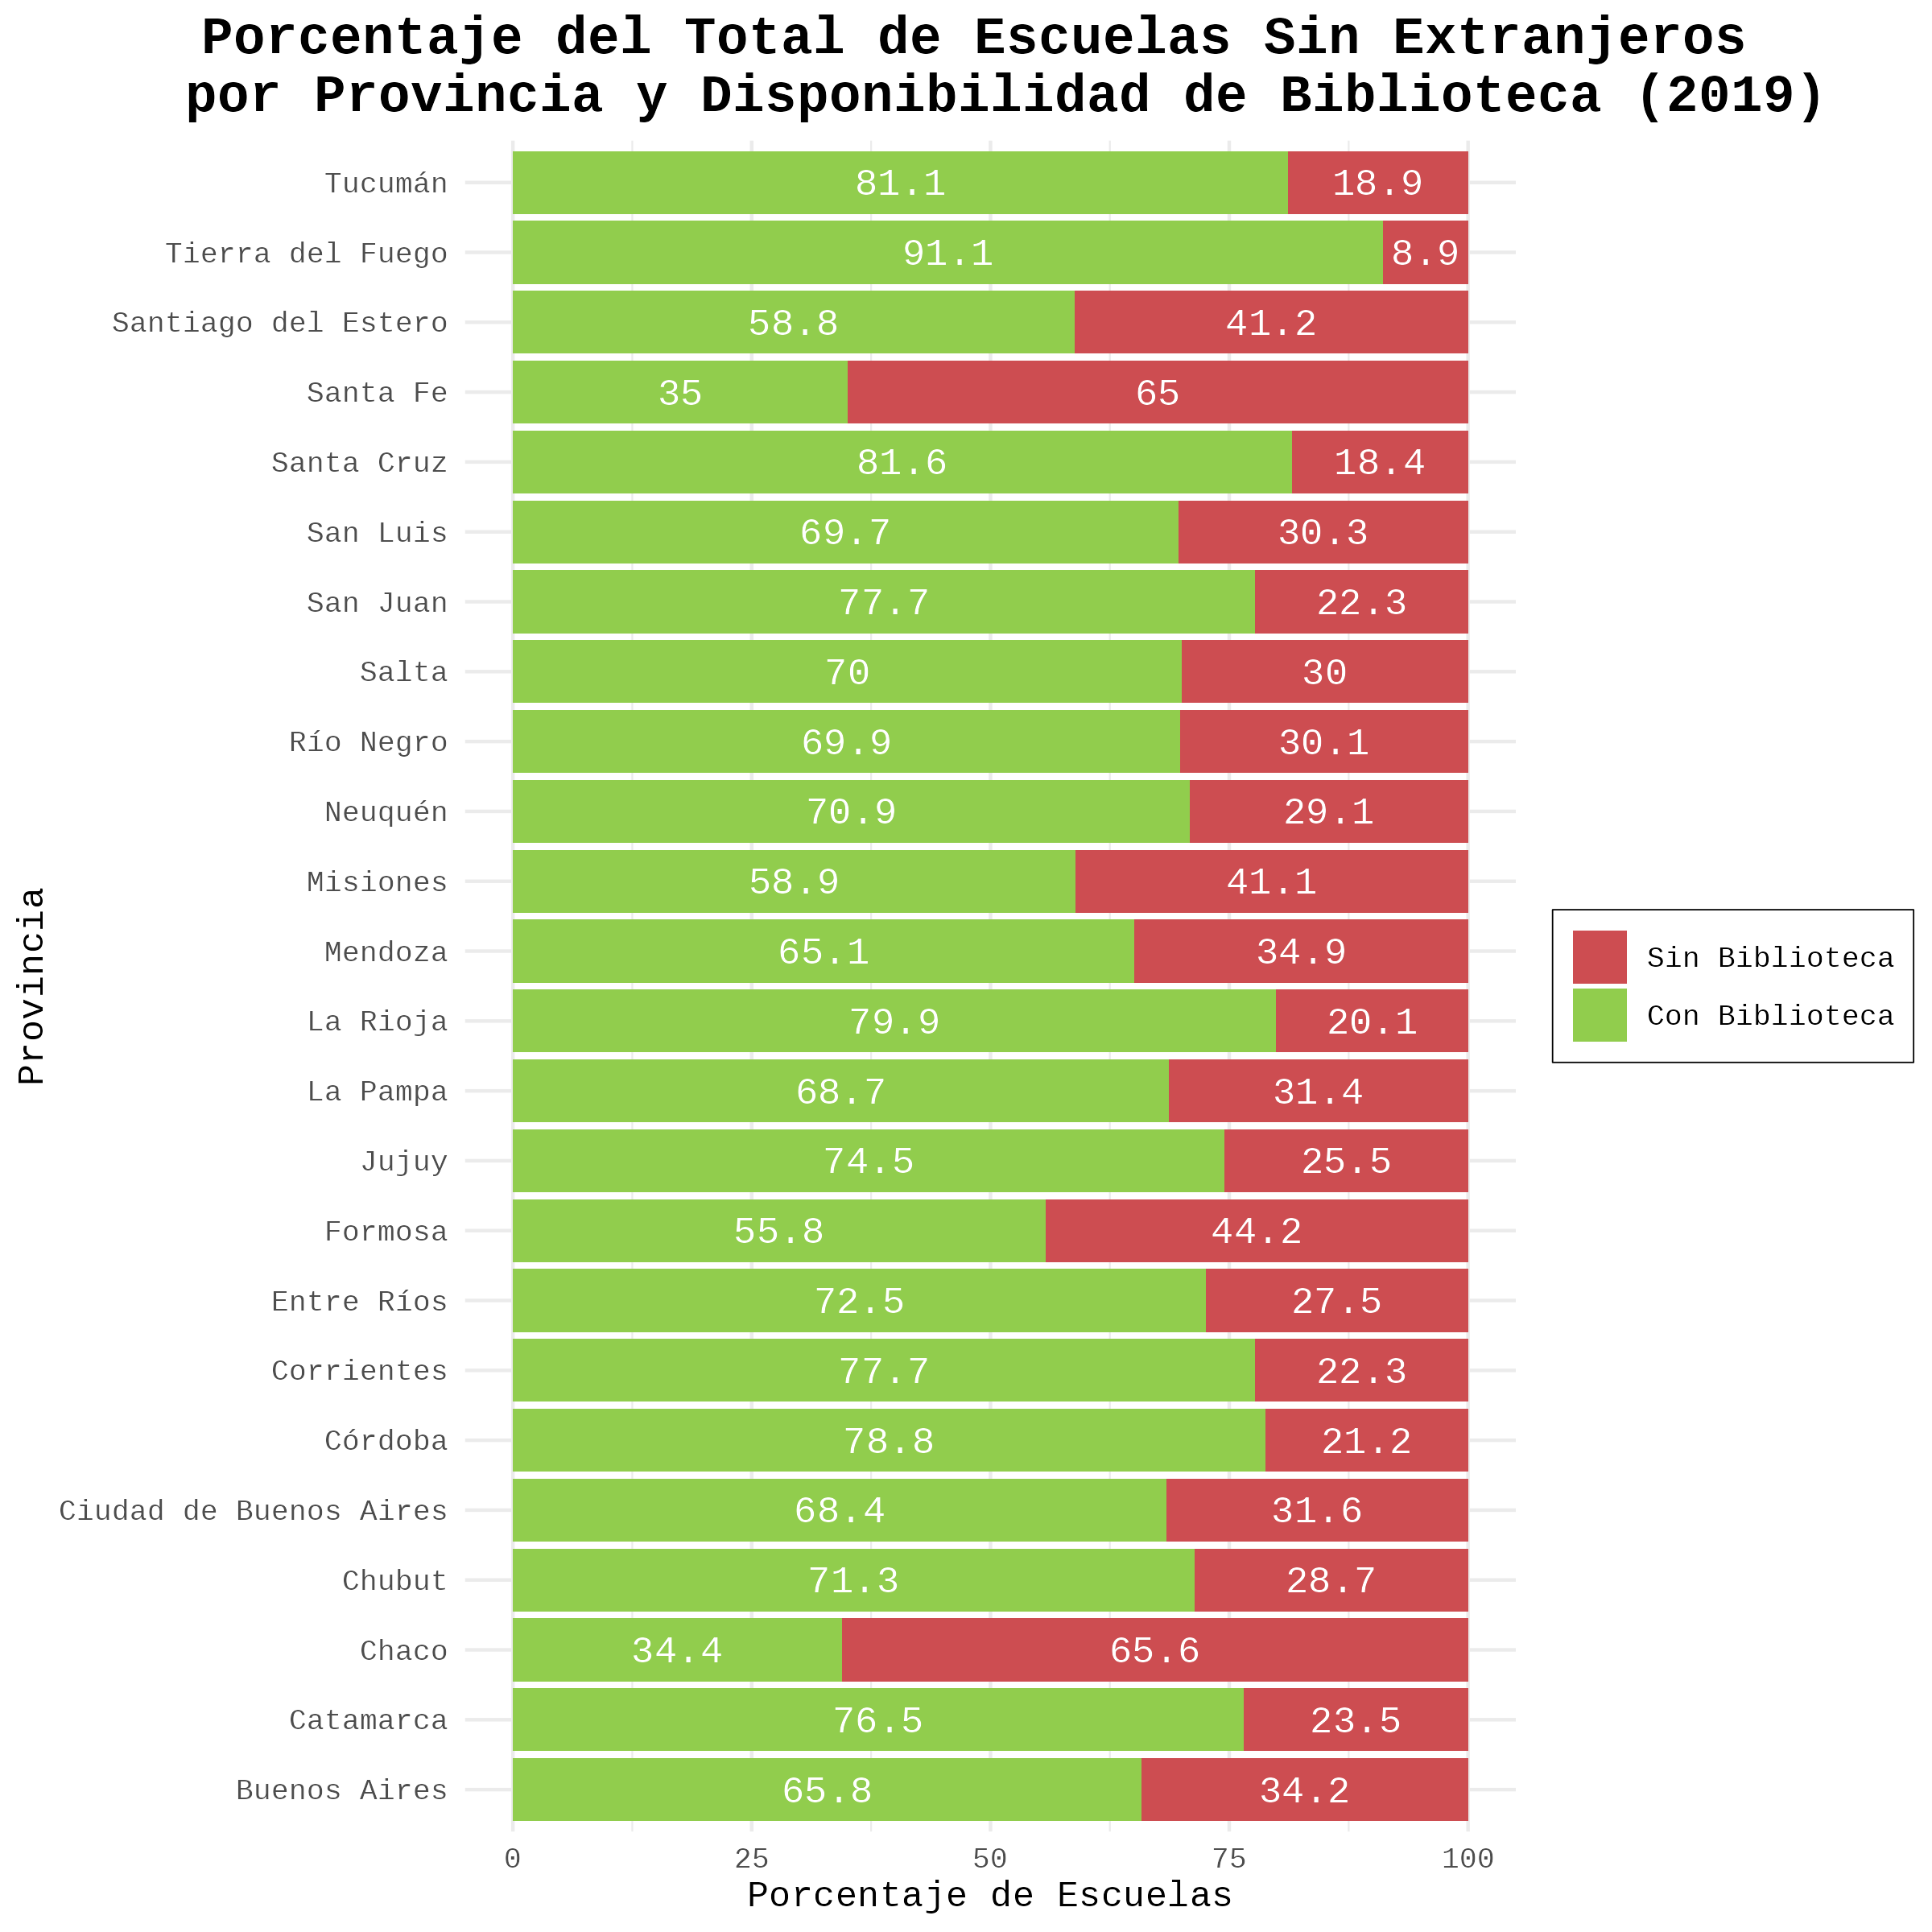 Porcentaje del Total de Escuelas Sin Extranjeros
por Provincia y Disponibilidad de Biblioteca (2019)
Tucumán 81.1 18.9
Tierra del Fuego 91.1 8.9
Santiago del Estero 58.8 41.2
Santa Fe 35 65
Santa Cruz 81.6 18.4
San Luis 69.7 30.3
San Juan 77.7 22.3
Salta 70 30
Río Negro 69.9 30.1
Neuquén 70.9 29.1
Misiones 58.9 41.1
Mendoza 65.1 34.9
La Rioja 79.9 20.1
La Pampa 68.7 31.4
Jujuy 74.5 25.5
Formosa 55.8 44.2
Entre Ríos 72.5 27.5
Corrientes 77.7 22.3
Córdoba 78.8 21.2
Ciudad de Buenos Aires 68.4 31.6
Chubut 71.3 28.7
Chaco 34.4 65.6
Catamarca 76.5 23.5
Buenos Aires 65.8 34.2
0 25 50 75 100
Porcentaje de Escuelas
Provincia
Sin Biblioteca
Con Biblioteca